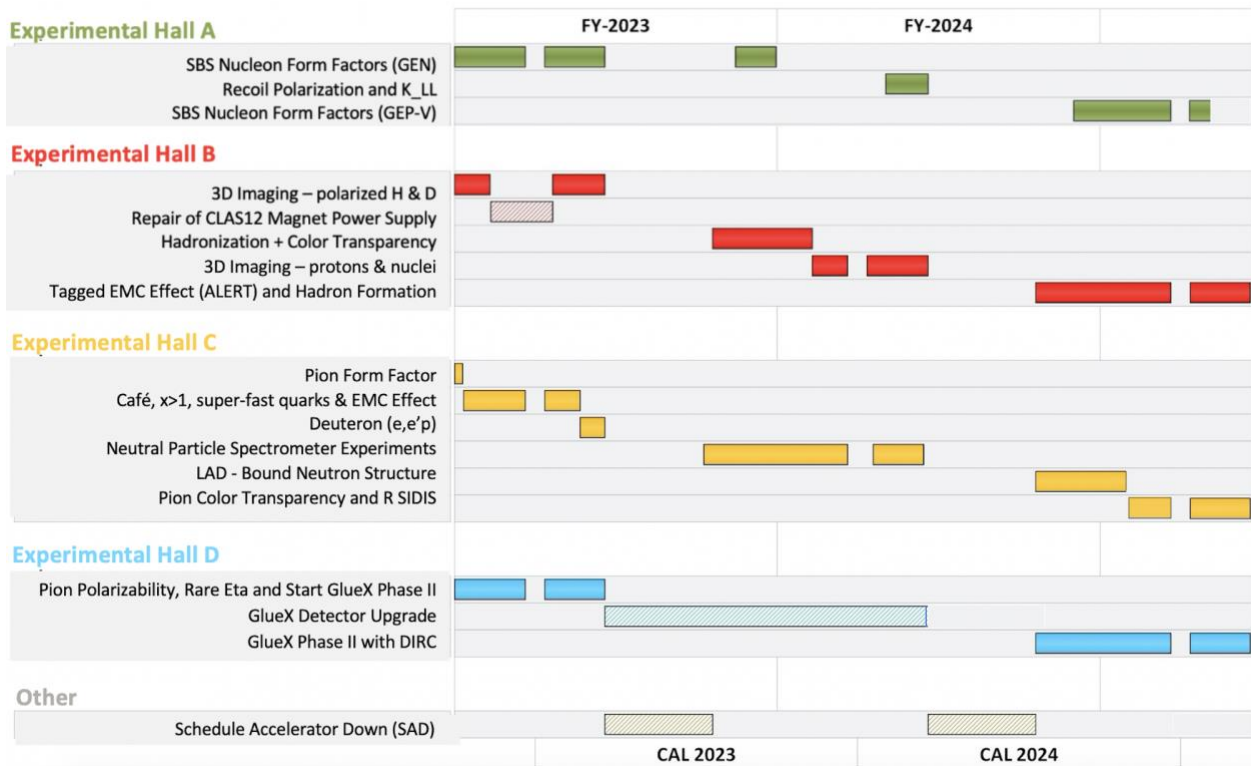 FY-2023 FY-2024
Experimental Hall A
SBS Nucleon Form Factors (GEN)
Recoil Polarization and K_LL
SBS Nucleon Form Factors (GEP-V)
Experimental Hall B
3D Imaging – polarized H & D
Repair of CLAS12 Magnet Power Supply
Hadronization + Color Transparency
3D Imaging – protons & nuclei
Tagged EMC Effect (ALERT) and Hadron Formation
Experimental Hall C
Pion Form Factor
Café, x>1, super-fast quarks & EMC Effect
Deuteron (e,e’p)
Neutral Particle Spectrometer Experiments
LAD - Bound Neutron Structure
Pion Color Transparency and R SIDIS
Experimental Hall D
Pion Polarizability, Rare Eta and Start GlueX Phase II
GlueX Detector Upgrade
GlueX Phase II with DIRC
Other
Schedule Accelerator Down (SAD)
CAL 2023 CAL 2024